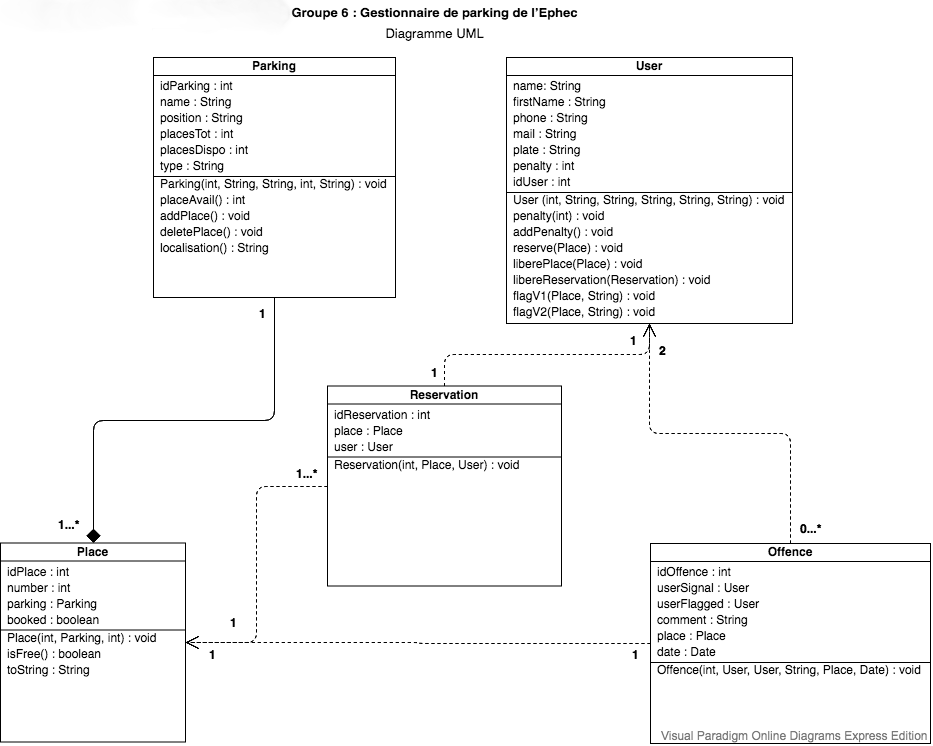 Groupe 6 : Gestionnaire de parking de l'Ephec
Diagramme UML
Parking
idParking : int
name : String
position : String
placesTot : int
placesDispo : int
type : String
Parking(int, String, String, int, String) : void
placeAvail() : int
addPlace() : void
deletePlace() : void
localisation() : String
User
name: String
firstName : String
phone : String
mail : String
plate : String
penalty : int
idUser : int
User (int, String, String, String, String, String) : void
penalty(int) : void
addPenalty() : void
reserve(Place) : void
liberePlace(Place) : void
libereReservation(Reservation) : void
flagV1(Place, String) : void
flagV2(Place, String) : void
1
1
2
1
Reservation
idReservation : int
place : Place
user : User
Reservation(int, Place, User) : void
1...*
1...*
0...*
Place
idPlace : int
number : int
parking : Parking
booked : boolean
Place(int, Parking, int) : void
isFree() : boolean
toString : String
1
1
1
Offence
idOffence : int
userSignal : User
userFlagged : User
comment : String
place : Place
date : Date
Offence(int, User, User, String, Place, Date) : void
Visual Paradigm Online Diagrams Express Edition